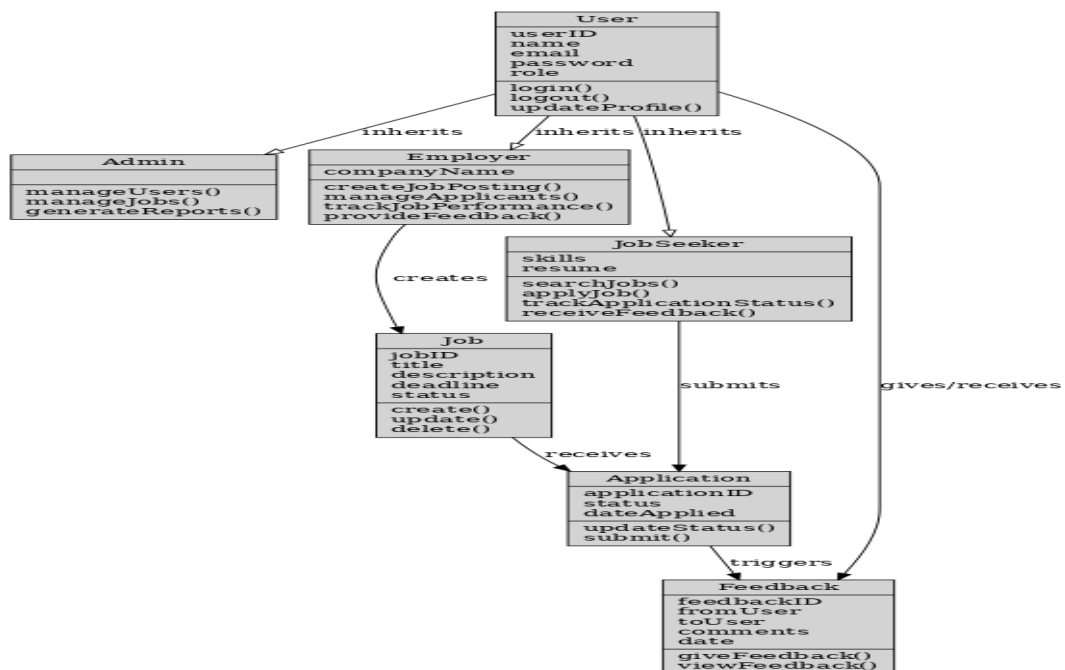 User
userID
name
email
password
role
login()
logout()
updateProfile()
inherits
inherits
inherits
Admin
manageUsers()
manageJobs()
generateReports()
Employer
companyName
createJobPosting()
manageApplicants()
trackJobPerformance()
provideFeedback()
JobSeeker
skills
resume
searchJobs()
applyJob()
trackApplicationStatus()
receiveFeedback()
creates
Job
jobID
title
description
deadline
status
create()
update()
delete()
submits
gives/receives
receives
Application
applicationID
status
dateApplied
updateStatus()
submit()
triggers
Feedback
feedbackID
fromUser
toUser
comments
date
giveFeedback()
viewFeedback()